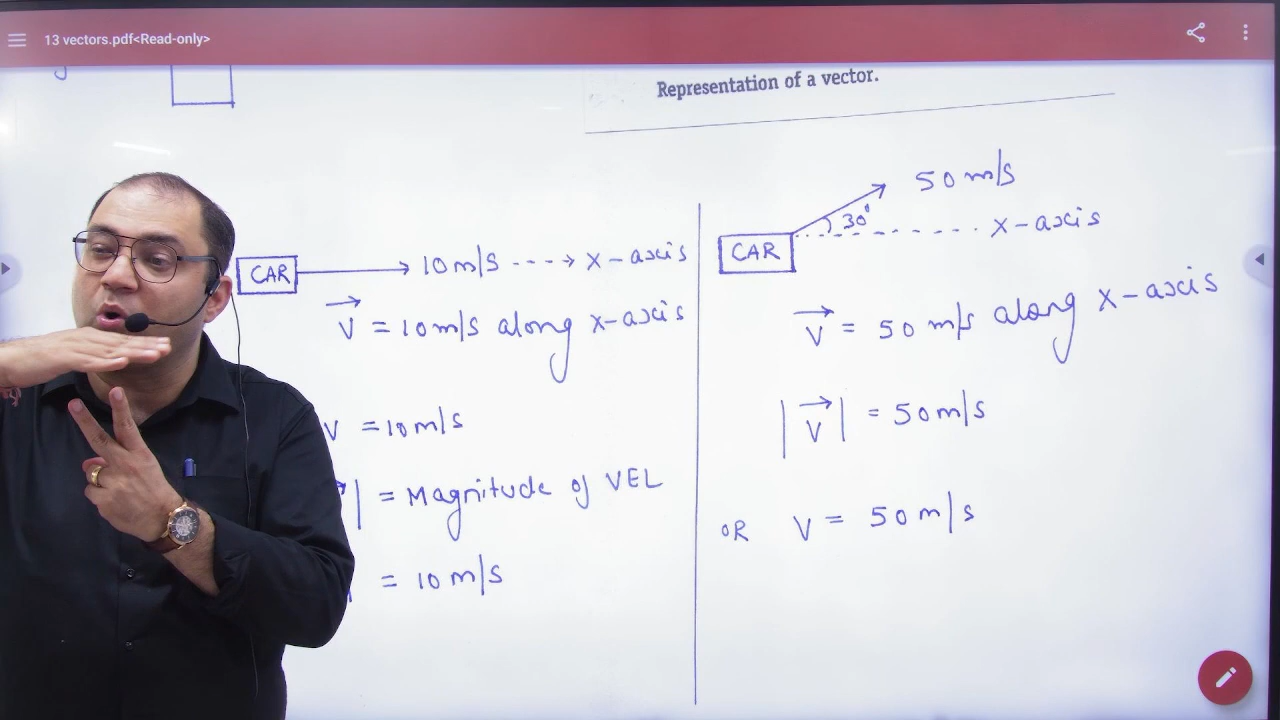 13 vectors.pdf<Read-only>
Representation of a vector.
CAR 10 m/s ----> x-axis
V = 10 m/s along x-axis
V = 10 m/s
| = Magnitude of VEL
= 10 m/s
50 m/s
30°
CAR x-axis
V = 50 m/s along x-axis
|V| = 50 m/s
OR V = 50 m/s